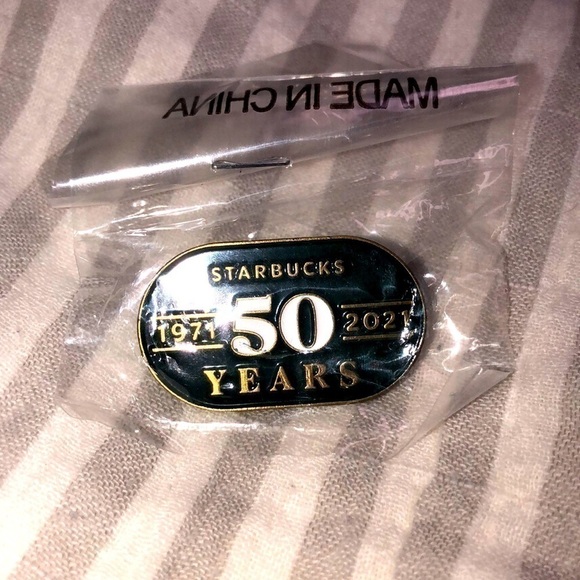 MADE IN CHINA
STARBUCKS
1971 50 2021
YEARS